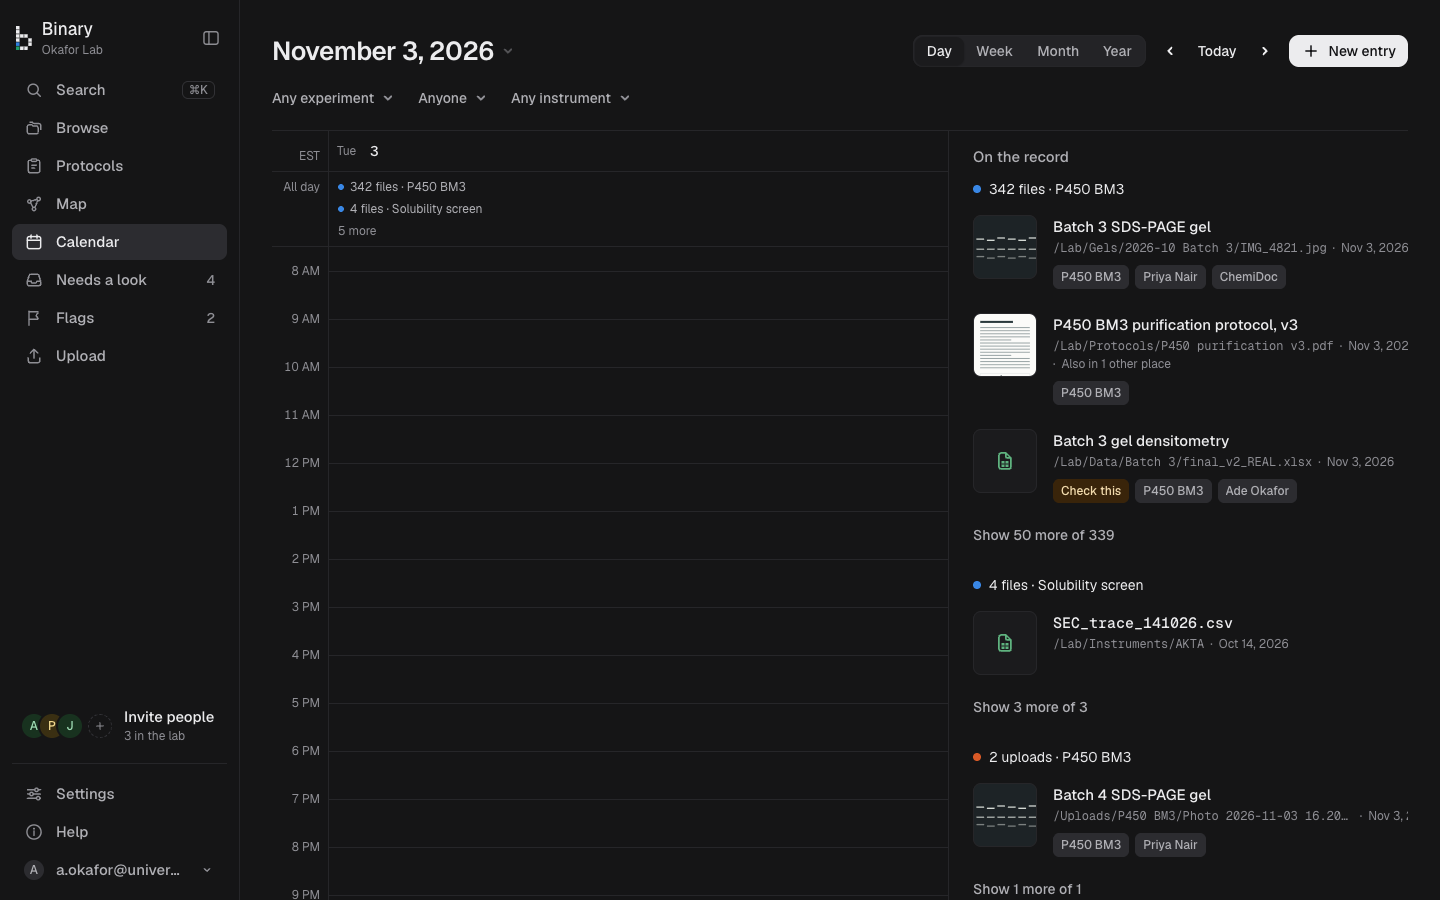 Binary
Okafor Lab
Search ⌘K
Browse
Protocols
Map
Calendar
Needs a look 4
Flags 2
Upload
A P J + Invite people
3 in the lab
Settings
Help
A a.okafor@univer...
November 3, 2026
Day Week Month Year Today New entry
Any experiment Anyone Any instrument
EST Tue 3
All day 342 files · P450 BM3
4 files · Solubility screen
5 more
8 AM
9 AM
10 AM
11 AM
12 PM
1 PM
2 PM
3 PM
4 PM
5 PM
6 PM
7 PM
8 PM
9 PM
On the record
342 files · P450 BM3
Batch 3 SDS-PAGE gel
/Lab/Gels/2026-10 Batch 3/IMG_4821.jpg · Nov 3, 2026
P450 BM3 Priya Nair ChemiDoc
P450 BM3 purification protocol, v3
/Lab/Protocols/P450 purification v3.pdf · Nov 3, 202
· Also in 1 other place
P450 BM3
Batch 3 gel densitometry
/Lab/Data/Batch 3/final_v2_REAL.xlsx · Nov 3, 2026
Check this P450 BM3 Ade Okafor
Show 50 more of 339
4 files · Solubility screen
SEC_trace_141026.csv
/Lab/Instruments/AKTA · Oct 14, 2026
Show 3 more of 3
2 uploads · P450 BM3
Batch 4 SDS-PAGE gel
/Uploads/P450 BM3/Photo 2026-11-03 16.20… · Nov 3,
P450 BM3 Priya Nair
Show 1 more of 1